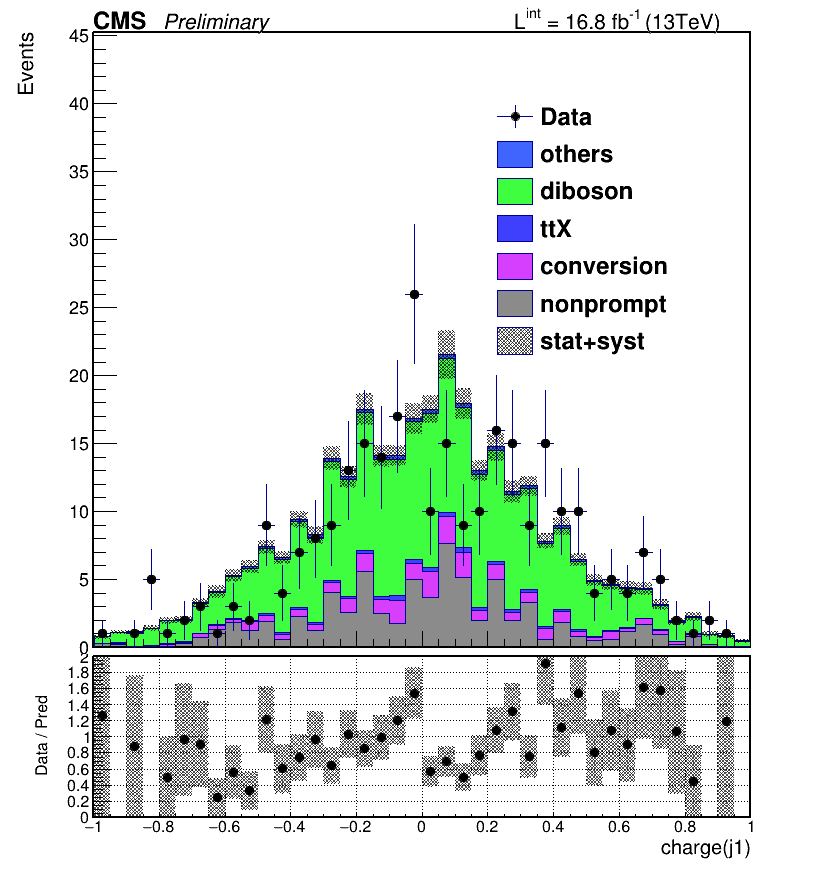 CMS Preliminary L^int = 16.8 fb^-1 (13TeV)
Events
45
40
35
30
25
20
15
10
5
0
Data
others
diboson
ttX
conversion
nonprompt
stat+syst
Data / Pred
2
1.8
1.6
1.4
1.2
1
0.8
0.6
0.4
0.2
0
−1 −0.8 −0.6 −0.4 −0.2 0 0.2 0.4 0.6 0.8 1
charge(j1)